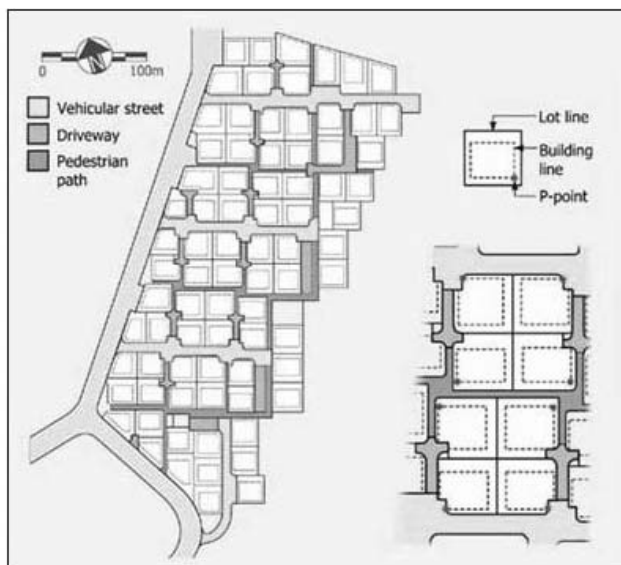 N
0 100m
Vehicular street
Driveway
Pedestrian
path
Lot line
Building
line
P-point